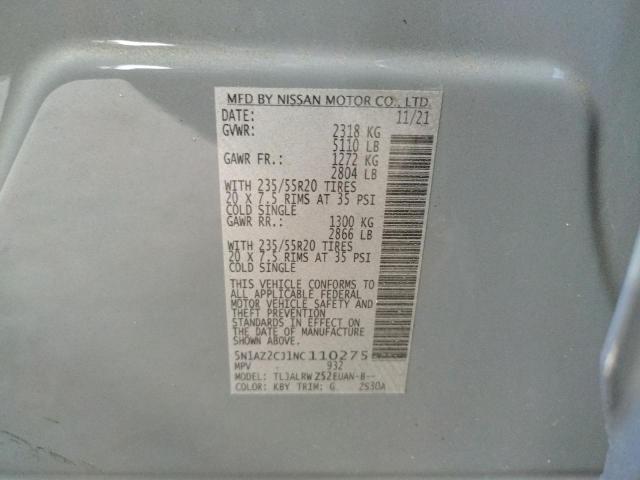 MFD BY NISSAN MOTOR CO., LTD.
DATE: 11/21
GVWR: 2318 KG
5110 LB
GAWR FR.: 1272 KG
2804 LB
WITH 235/55R20 TIRES
20 X 7.5 RIMS AT 35 PSI
COLD SINGLE
GAWR RR.: 1300 KG
2866 LB
WITH 235/55R20 TIRES
20 X 7.5 RIMS AT 35 PSI
COLD SINGLE
THIS VEHICLE CONFORMS TO
ALL APPLICABLE FEDERAL
MOTOR VEHICLE SAFETY AND
THEFT PREVENTION
STANDARDS IN EFFECT ON
THE DATE OF MANUFACTURE
SHOWN ABOVE.
5N1AZ2CJ1NC110275
MPV 932
MODEL: TLJALRWZ52EUAN-B--
COLOR: KBY TRIM: G 2530A